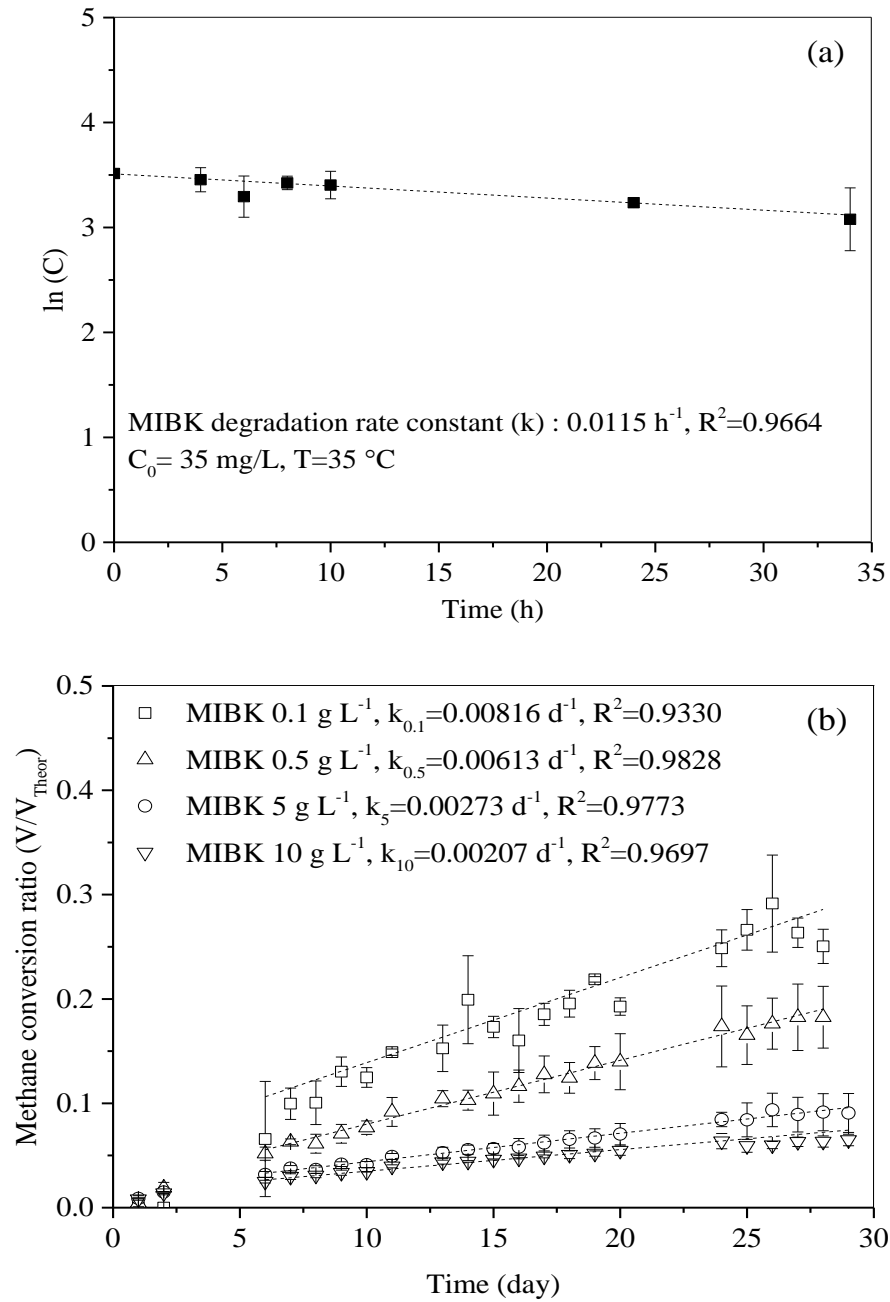 (a)
5
4
3
2
1
0
ln (C)
MIBK degradation rate constant (k) : 0.0115 h⁻¹, R²=0.9664
C₀= 35 mg/L, T=35 °C
0 5 10 15 20 25 30 35
Time (h)
(b)
0.5
0.4
0.3
0.2
0.1
0.0
Methane conversion ratio (V/V_Theor)
MIBK 0.1 g L⁻¹, k₀.₁=0.00816 d⁻¹, R²=0.9330
MIBK 0.5 g L⁻¹, k₀.₅=0.00613 d⁻¹, R²=0.9828
MIBK 5 g L⁻¹, k₅=0.00273 d⁻¹, R²=0.9773
MIBK 10 g L⁻¹, k₁₀=0.00207 d⁻¹, R²=0.9697
0 5 10 15 20 25 30
Time (day)